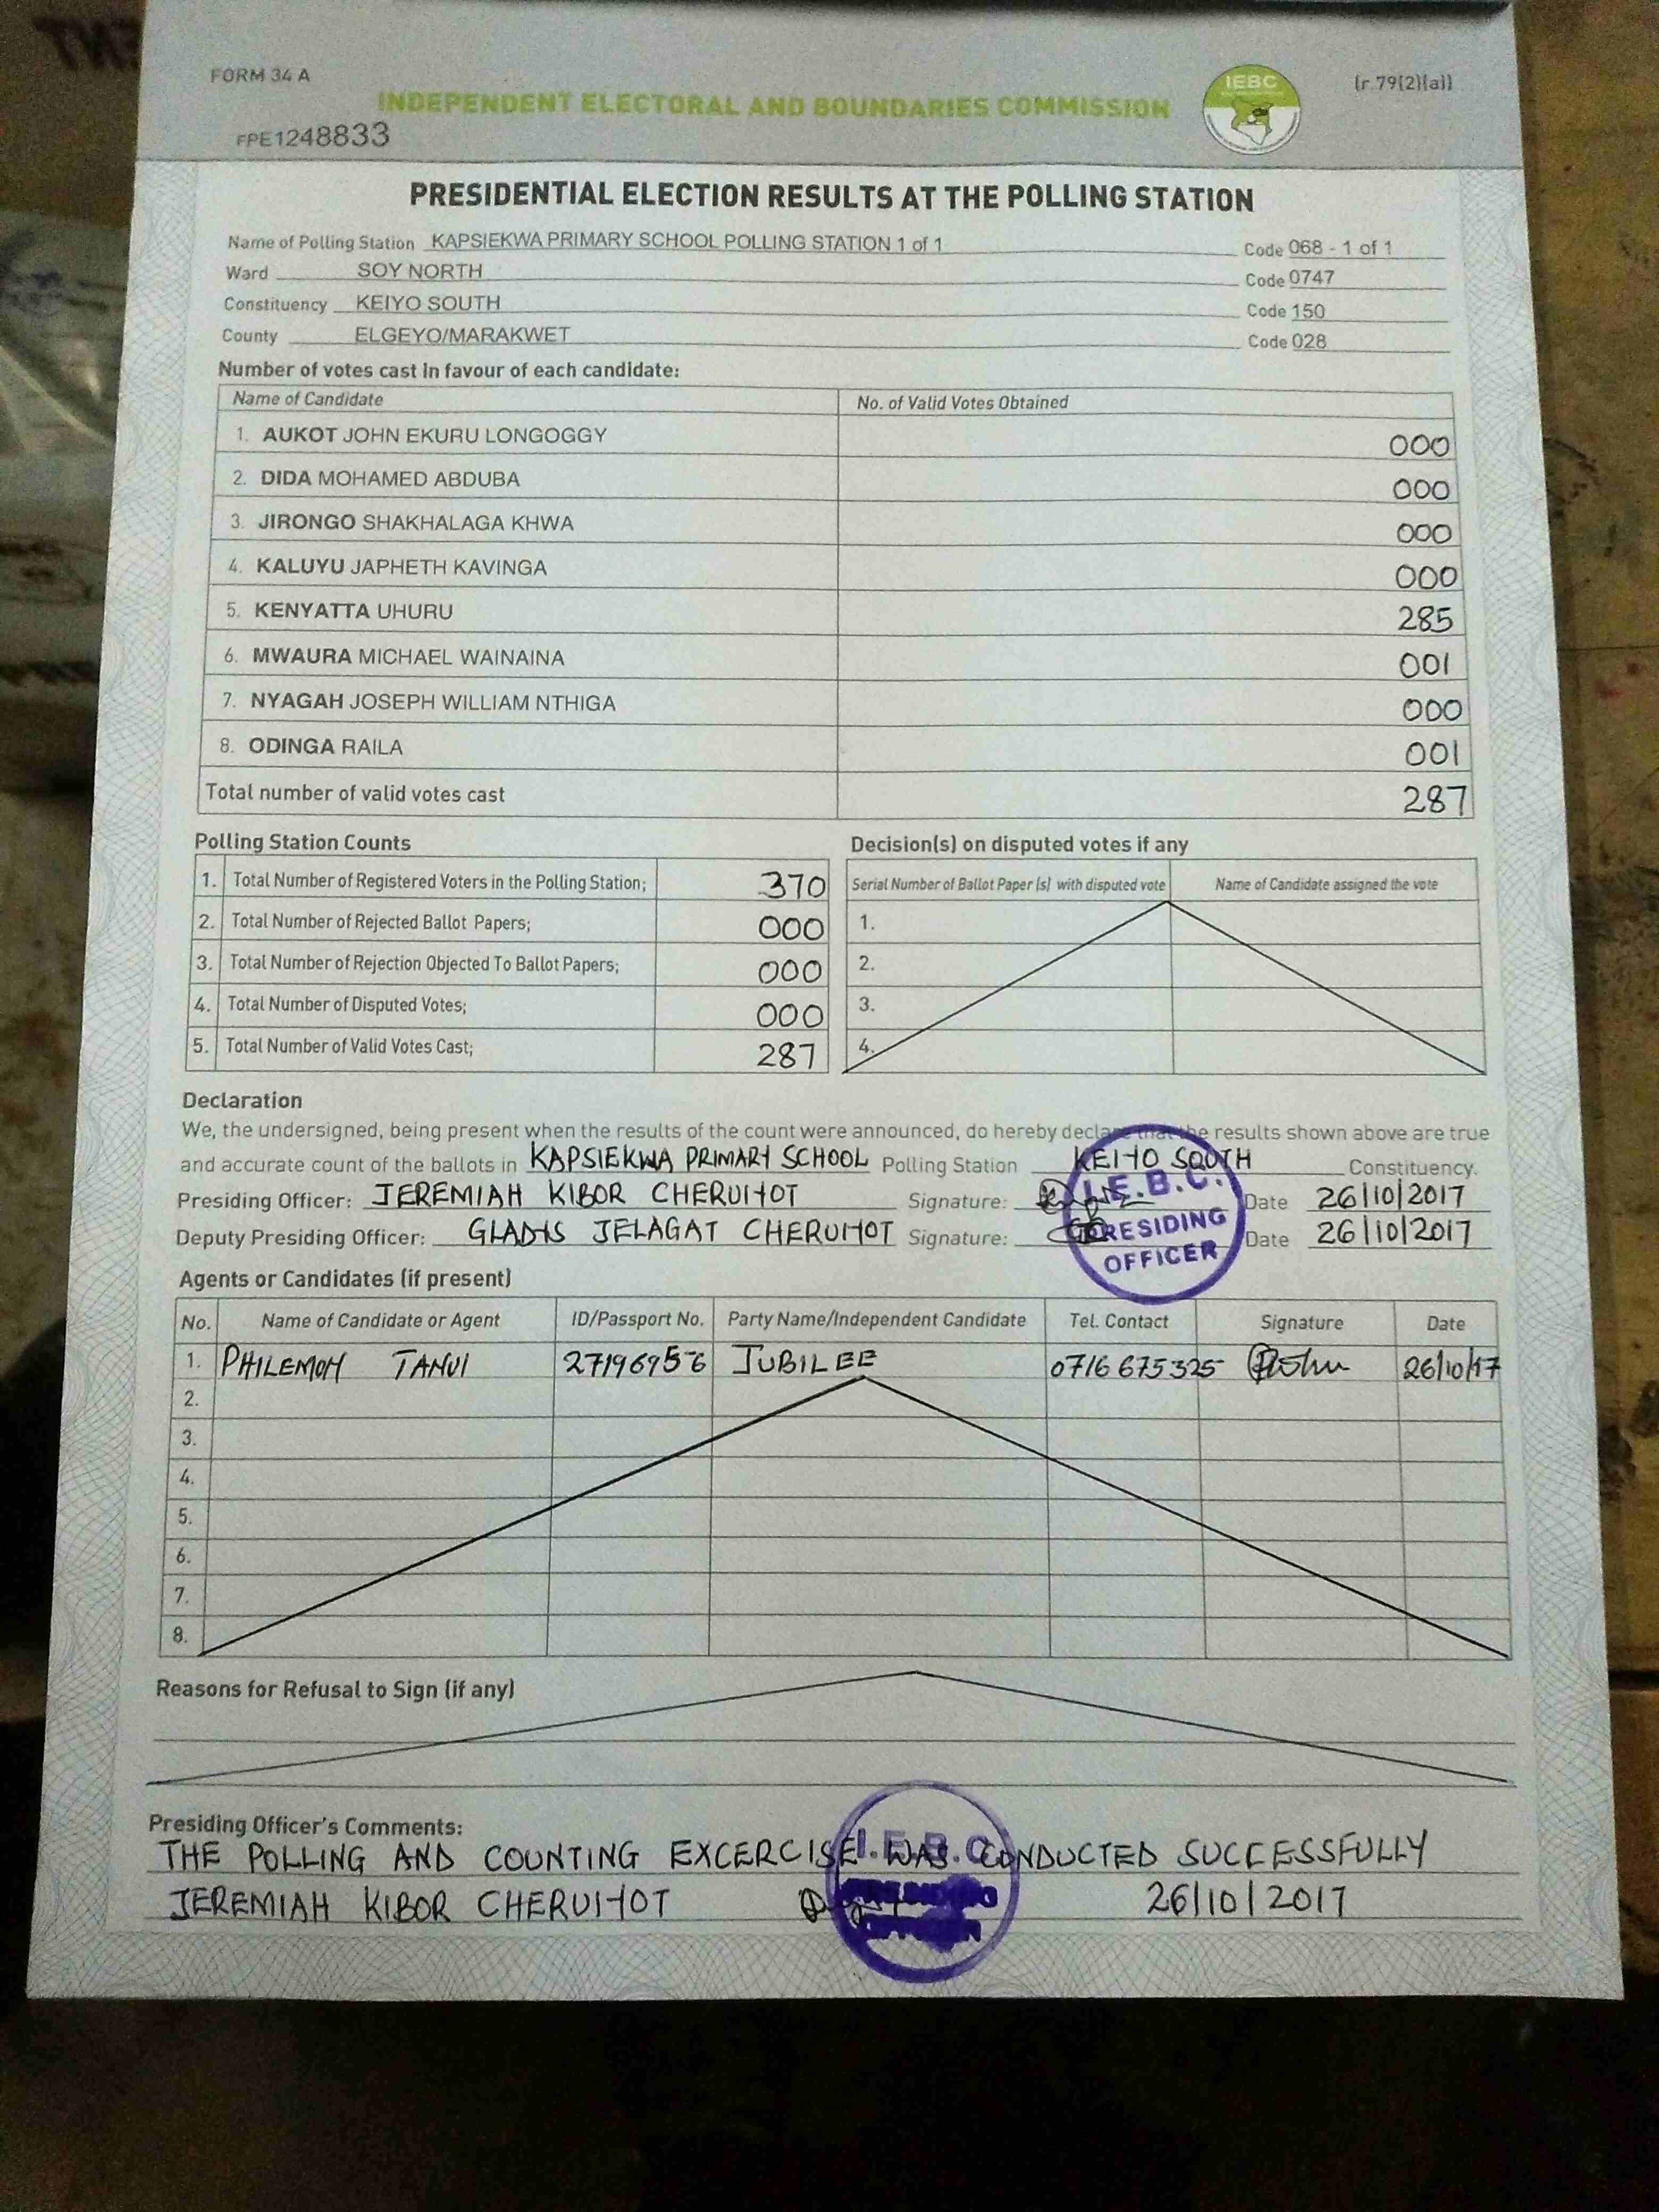 FORM 34 A
(r.79(2)(a))
INDEPENDENT ELECTORAL AND BOUNDARIES COMMISSION
IEBC
FPE1248833
PRESIDENTIAL ELECTION RESULTS AT THE POLLING STATION
Name of Polling Station KAPSIEKWA PRIMARY SCHOOL POLLING STATION 1 of 1 Code 068 - 1 of 1
Ward SOY NORTH Code 0747
Constituency KEIYO SOUTH Code 150
County ELGEYO/MARAKWET Code 028
Number of votes cast in favour of each candidate:
Name of Candidate No. of Valid Votes Obtained
1. AUKOT JOHN EKURU LONGOGGY 000
2. DIDA MOHAMED ABDUBA 000
3. JIRONGO SHAKHALAGA KHWA 000
4. KALUYU JAPHETH KAVINGA 000
5. KENYATTA UHURU 285
6. MWAURA MICHAEL WAINAINA 001
7. NYAGAH JOSEPH WILLIAM NTHIGA 000
8. ODINGA RAILA 001
Total number of valid votes cast 287
Polling Station Counts
1. Total Number of Registered Voters in the Polling Station; 370
2. Total Number of Rejected Ballot Papers; 000
3. Total Number of Rejection Objected To Ballot Papers; 000
4. Total Number of Disputed Votes; 000
5. Total Number of Valid Votes Cast; 287
Decision(s) on disputed votes if any
Serial Number of Ballot Paper (s) with disputed vote Name of Candidate assigned the vote
1.
2.
3.
4.
Declaration
We, the undersigned, being present when the results of the count were announced, do hereby declare that the results shown above are true
and accurate count of the ballots in KAPSIEKWA PRIMARY SCHOOL Polling Station KEIYO SOUTH Constituency.
Presiding Officer: JEREMIAH KIBOR CHERUIYOT Signature: Date 26/10/2017
Deputy Presiding Officer: GLADYS JELAGAT CHERUIYOT Signature: Date 26/10/2017
I.E.B.C.
PRESIDING
OFFICER
Agents or Candidates (if present)
No. Name of Candidate or Agent ID/Passport No. Party Name/Independent Candidate Tel. Contact Signature Date
1. PHILEMON TANUI 27196956 JUBILEE 0716 675325 26/10/17
2.
3.
4.
5.
6.
7.
8.
Reasons for Refusal to Sign (if any)
Presiding Officer's Comments:
THE POLLING AND COUNTING EXCERCISE WAS CONDUCTED SUCCESSFULLY
JEREMIAH KIBOR CHERUIYOT 26/10/2017
I.E.B.C.